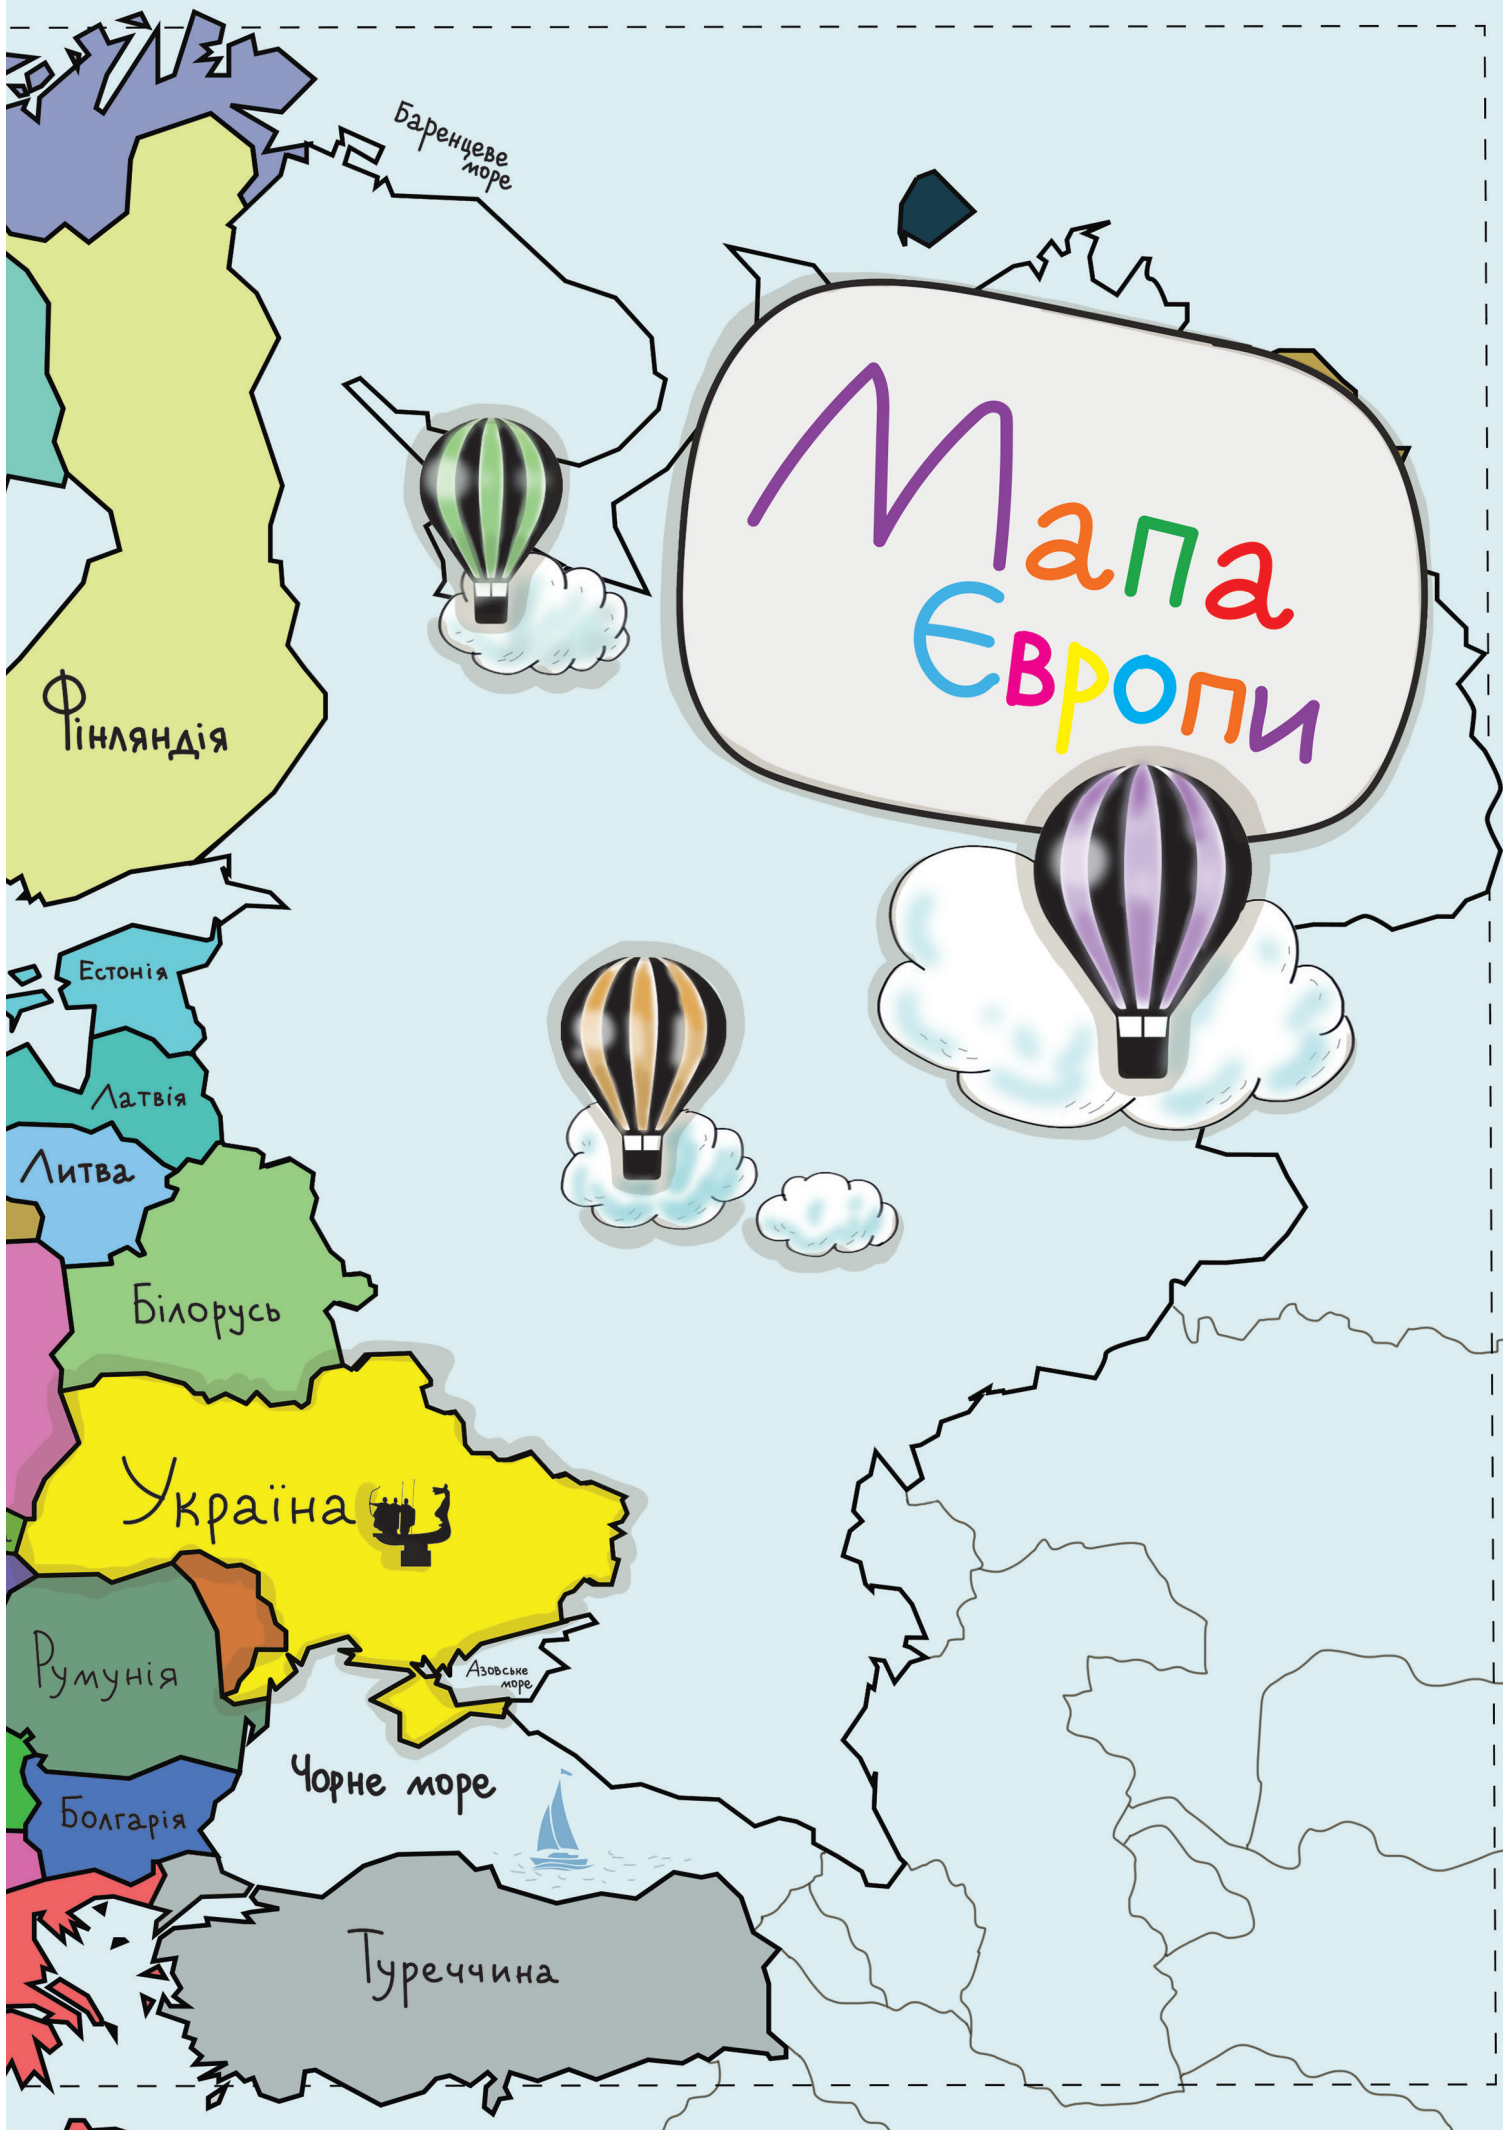 Баренцеве
море
Мапа
Європи
Фінляндія
Естонія
Латвія
Литва
Білорусь
Україна
Румунія
Азовське
море
Чорне море
Болгарія
Туреччина